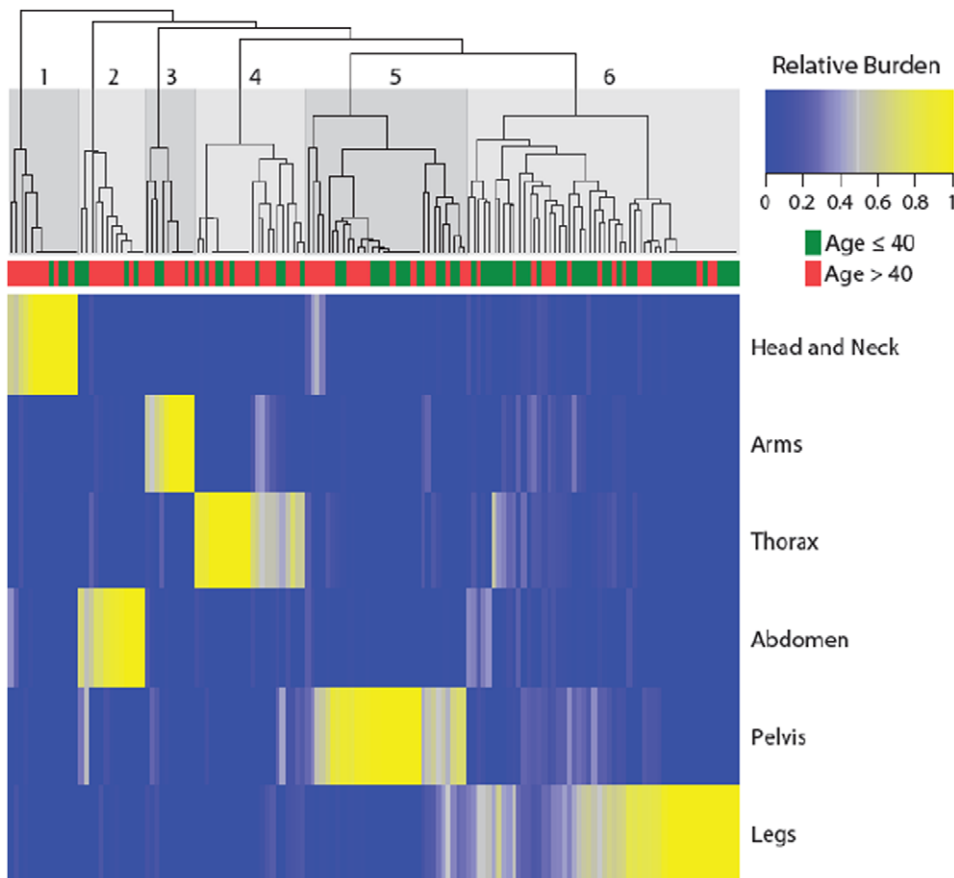 1 2 3 4 5 6
Relative Burden
0 0.2 0.4 0.6 0.8 1
Age ≤ 40
Age > 40
Head and Neck
Arms
Thorax
Abdomen
Pelvis
Legs